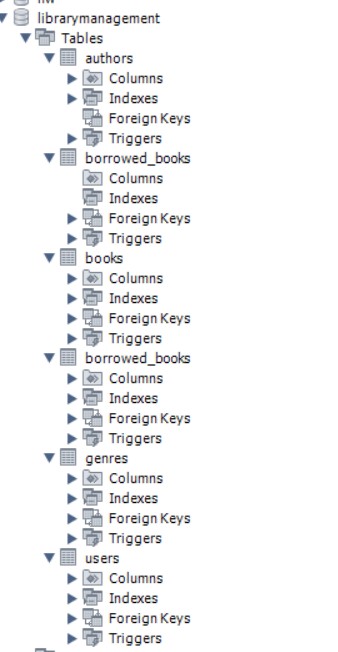 librarymanagement
Tables
authors
Columns
Indexes
Foreign Keys
Triggers
borrowed_books
Columns
Indexes
Foreign Keys
Triggers
books
Columns
Indexes
Foreign Keys
Triggers
borrowed_books
Columns
Indexes
Foreign Keys
Triggers
genres
Columns
Indexes
Foreign Keys
Triggers
users
Columns
Indexes
Foreign Keys
Triggers